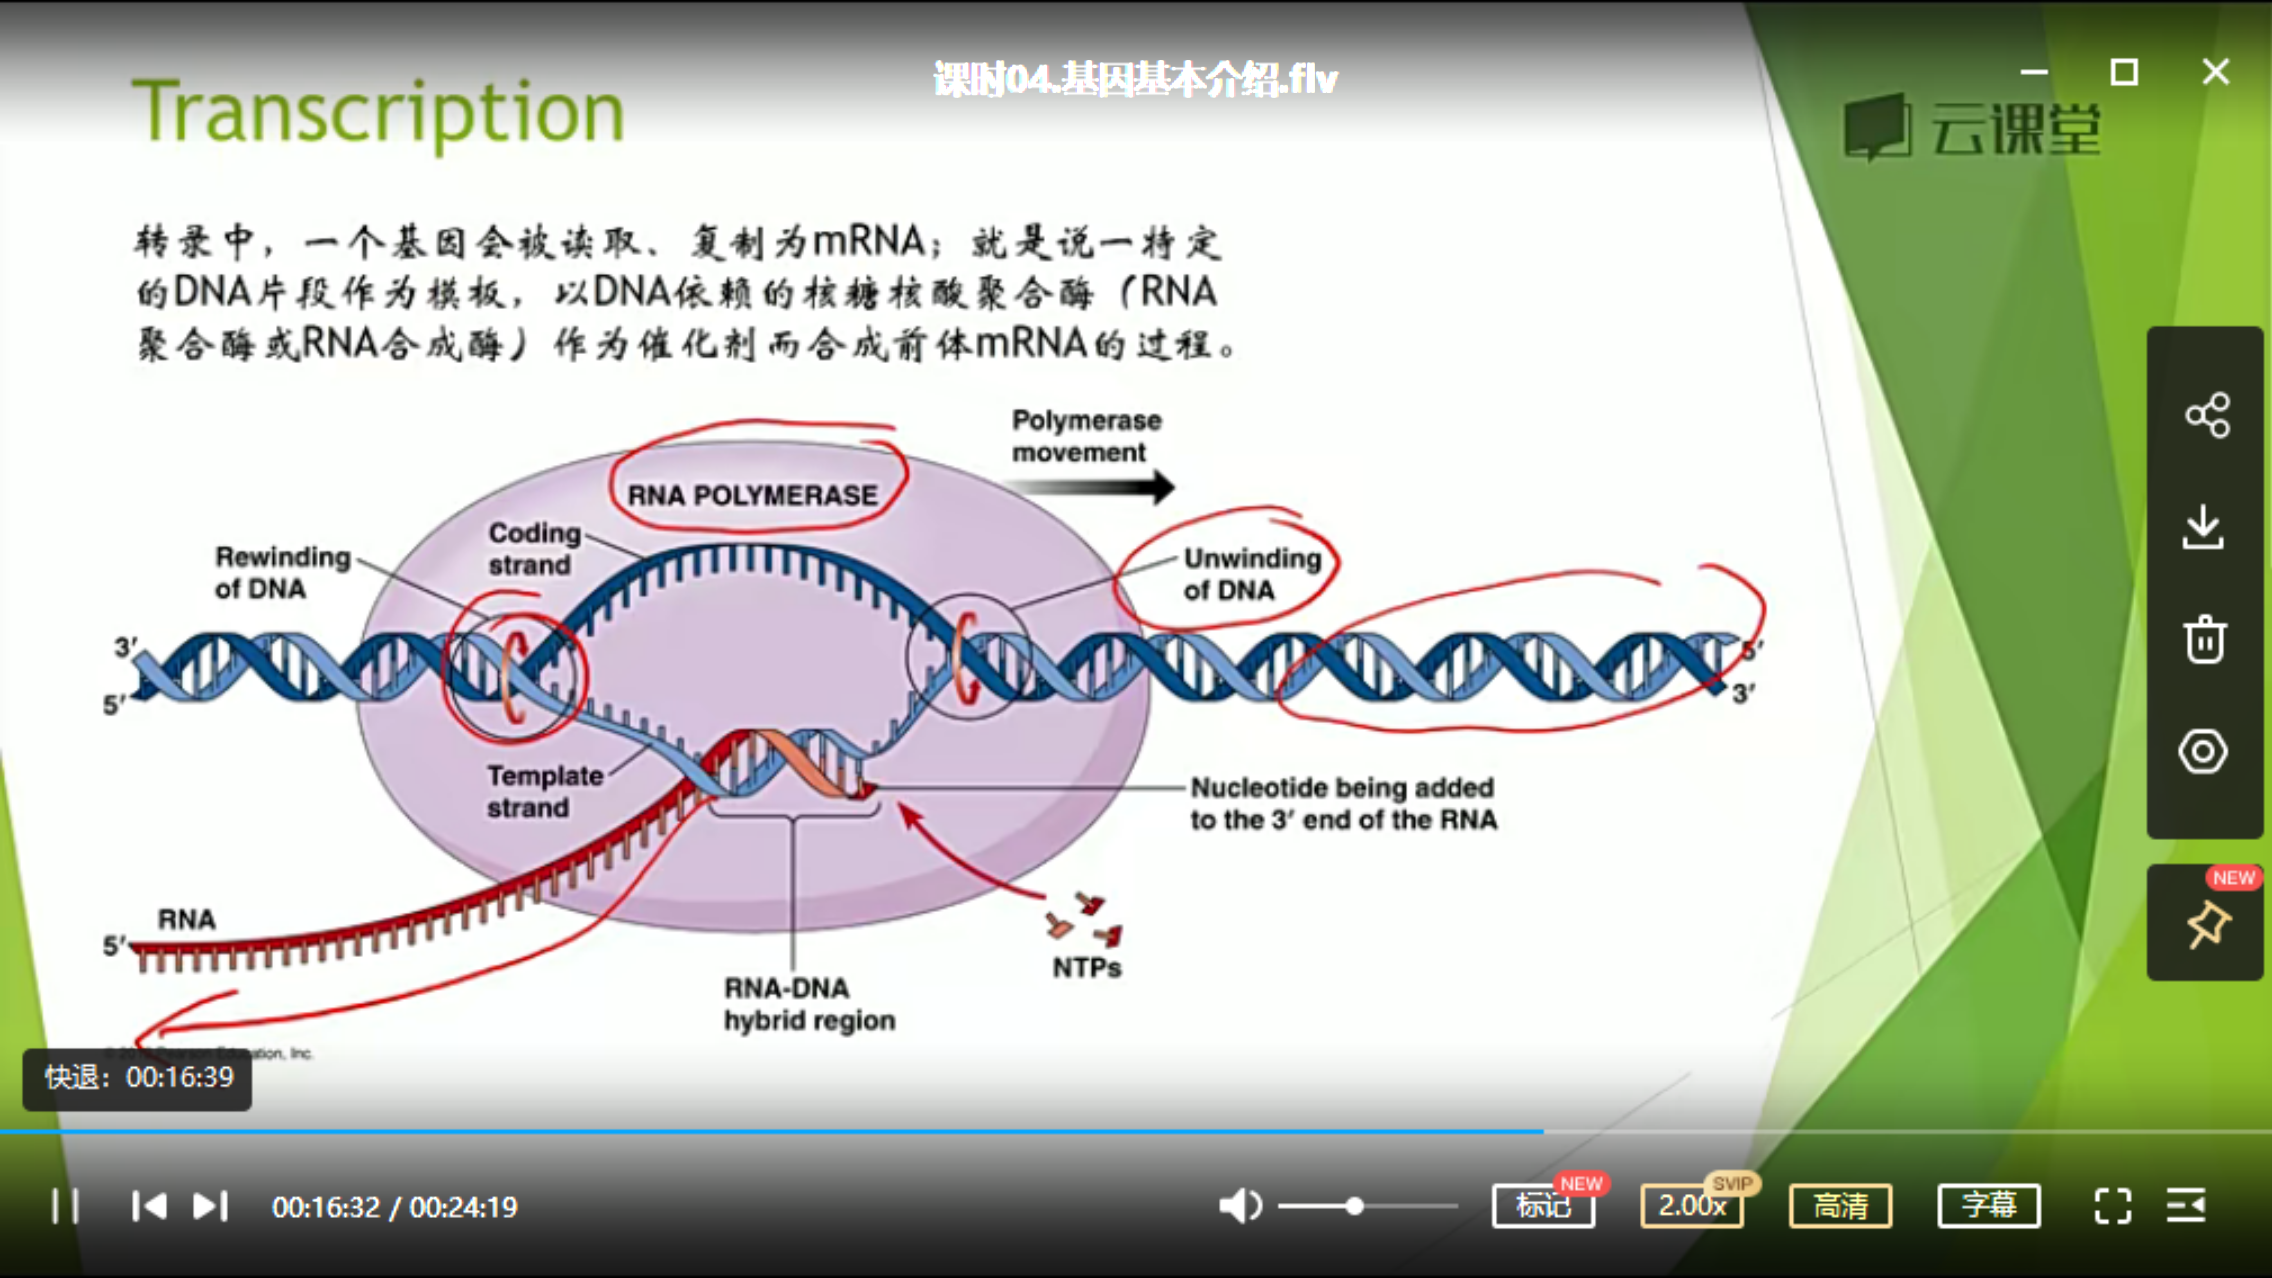 课时04.基因基本介绍.flv
Transcription
云课堂
转录中，一个基因会被读取、复制为mRNA；就是说一特定
的DNA片段作为模板，以DNA依赖的核糖核酸聚合酶（RNA
聚合酶或RNA合成酶）作为催化剂而合成前体mRNA的过程。
Polymerase
movement
RNA POLYMERASE
Coding
strand
Rewinding
of DNA
Unwinding
of DNA
3′
5′
5′
3′
Template
strand
Nucleotide being added
to the 3′ end of the RNA
RNA
5′
NTPs
RNA-DNA
hybrid region
Pearson Education, Inc.
快退：00:16:39
NEW
00:16:32 / 00:24:19
标记
NEW
2.00x
SVIP
高清
字幕